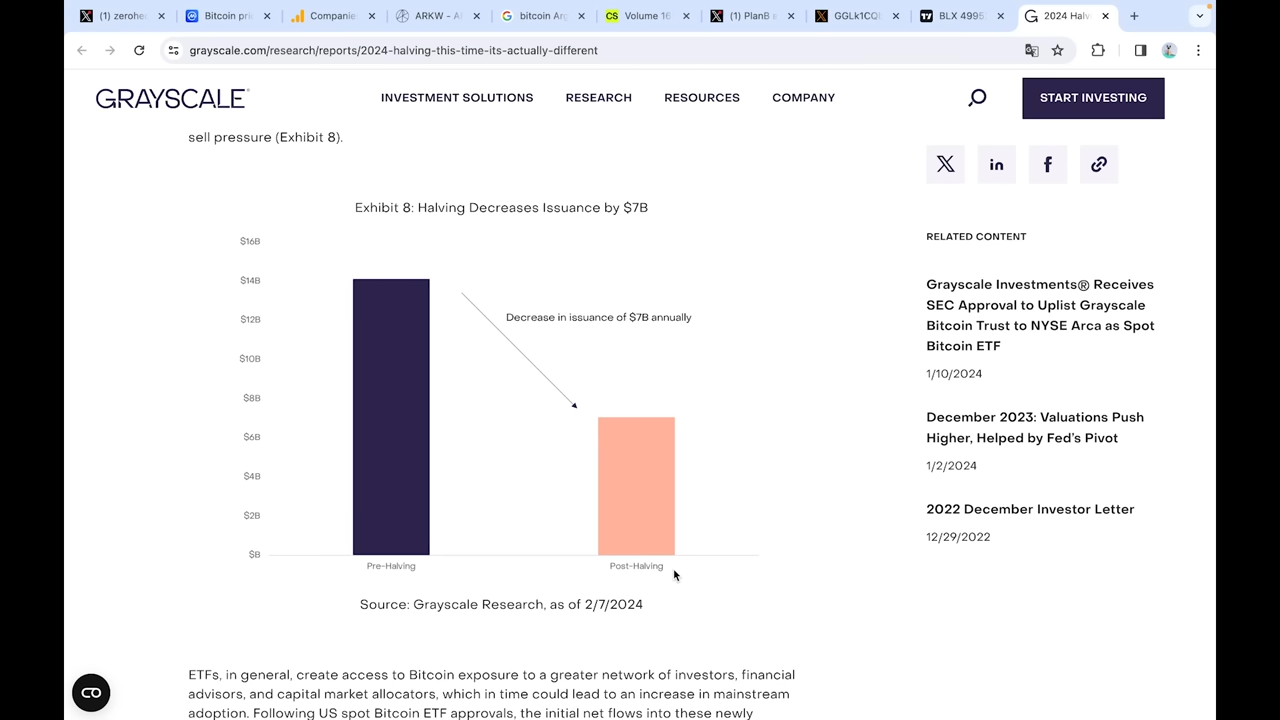 (1) zerohec
Bitcoin pri
Companie
ARKW - A
bitcoin Ar
Volume 16
(1) PlanB
GGLk1CQ
BLX 4995
2024 Halv
grayscale.com/research/reports/2024-halving-this-time-its-actually-different
GRAYSCALE
INVESTMENT SOLUTIONS
RESEARCH
RESOURCES
COMPANY
START INVESTING
sell pressure (Exhibit 8).
Exhibit 8: Halving Decreases Issuance by $7B
$16B
$14B
$12B
$10B
$8B
$6B
$4B
$2B
$B
Decrease in issuance of $7B annually
Pre-Halving
Post-Halving
Source: Grayscale Research, as of 2/7/2024
ETFs, in general, create access to Bitcoin exposure to a greater network of investors, financial
advisors, and capital market allocators, which in time could lead to an increase in mainstream
adoption. Following US spot Bitcoin ETF approvals, the initial net flows into these newly
RELATED CONTENT
Grayscale Investments® Receives
SEC Approval to Uplist Grayscale
Bitcoin Trust to NYSE Arca as Spot
Bitcoin ETF
1/10/2024
December 2023: Valuations Push
Higher, Helped by Fed's Pivot
1/2/2024
2022 December Investor Letter
12/29/2022